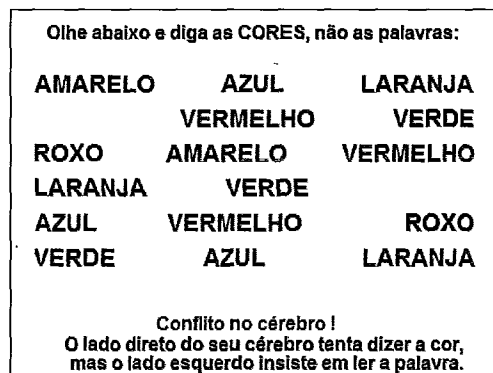 Olhe abaixo e diga as CORES, não as palavras:
AMARELO AZUL LARANJA
VERMELHO VERDE
ROXO AMARELO VERMELHO
LARANJA VERDE
AZUL VERMELHO ROXO
VERDE AZUL LARANJA
Conflito no cérebro !
O lado direto do seu cérebro tenta dizer a cor,
mas o lado esquerdo insiste em ler a palavra.